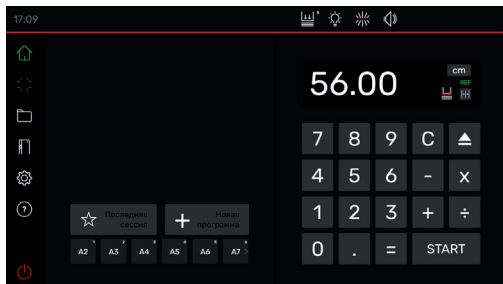 17:09
56.00
cm
REF
7 8 9 C
4 5 6 - x
1 2 3 + ÷
0 . = START
Последняя
сессия
Новая
программа
A2 A3 A4 A5 A6 A7 >
?